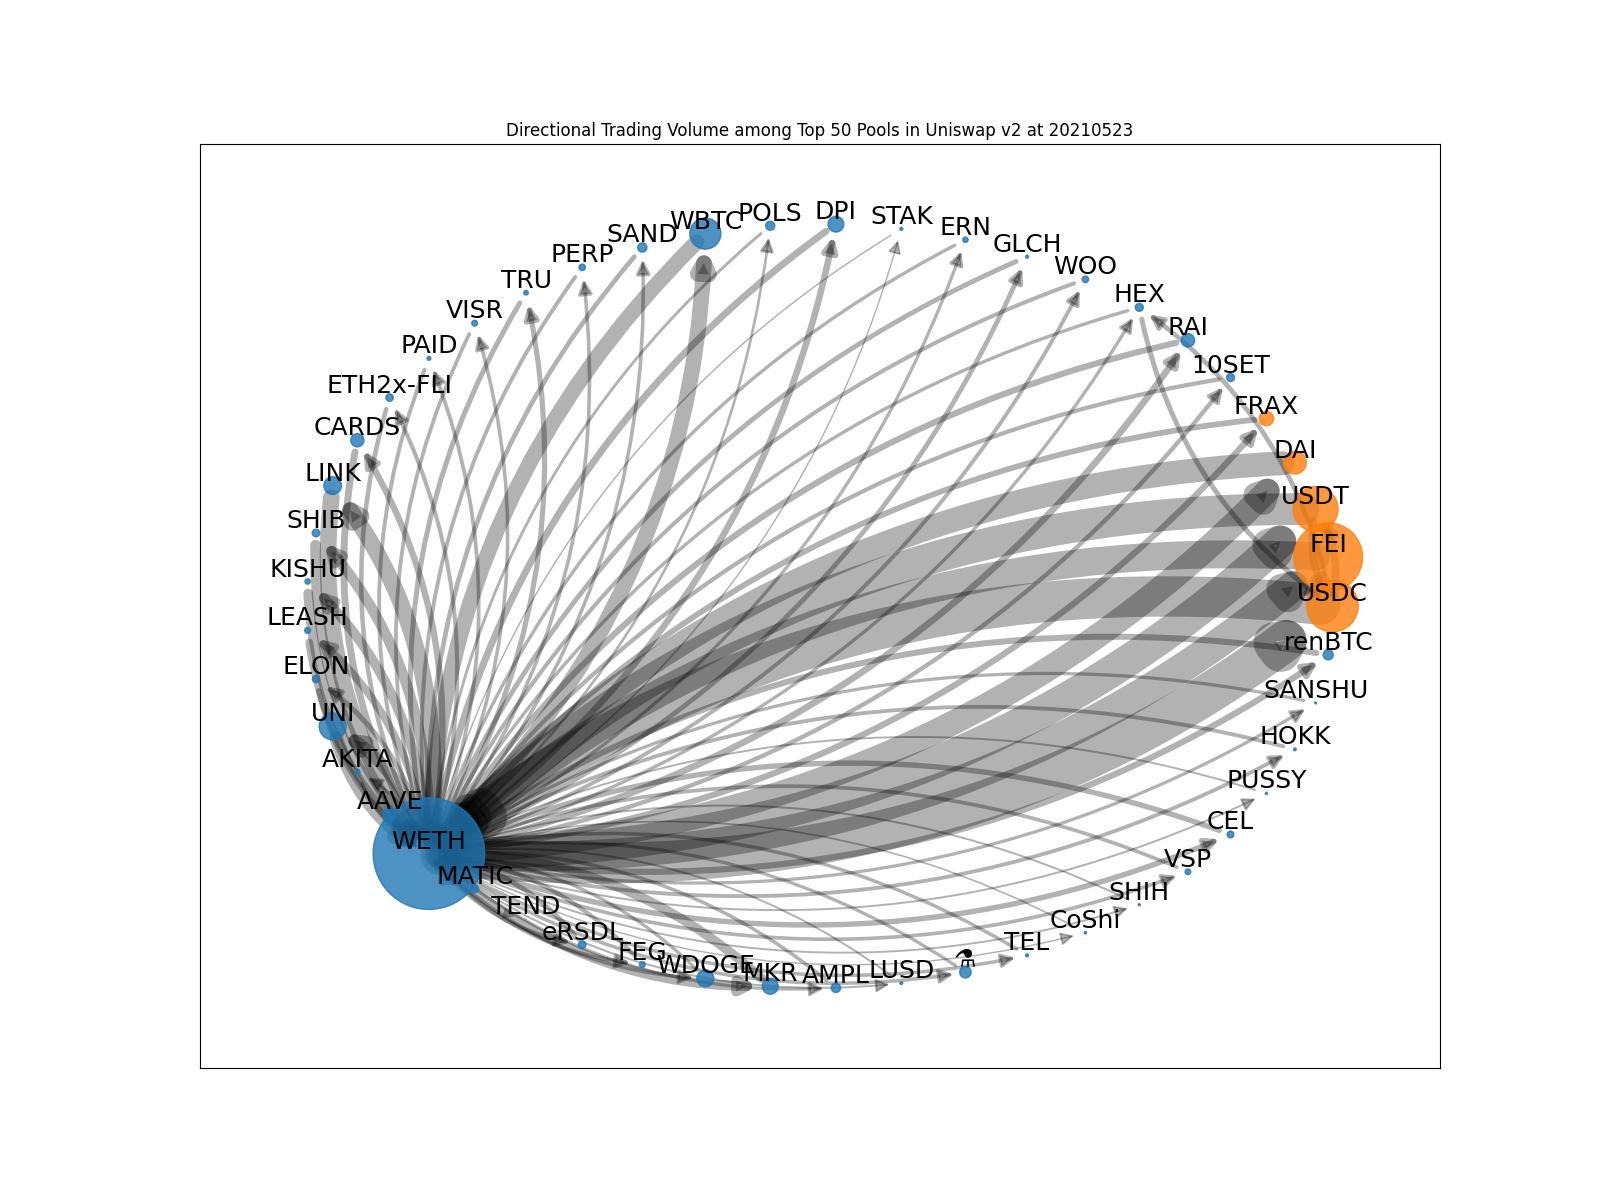 Directional Trading Volume among Top 50 Pools in Uniswap v2 at 20210523
POLS
DPI
STAK
WBTC
ERN
SAND
GLCH
PERP
WOO
TRU
HEX
VISR
RAI
PAID
10SET
ETH2x-FLI
FRAX
CARDS
DAI
LINK
USDT
SHIB
FEI
KISHU
USDC
LEASH
renBTC
ELON
SANSHU
UNI
HOKK
AKITA
PUSSY
AAVE
CEL
WETH
VSP
MATIC
SHIH
TEND
CoShi
eRSDL
TEL
FEG
⚗
WDOGE
MKR
AMPL
LUSD